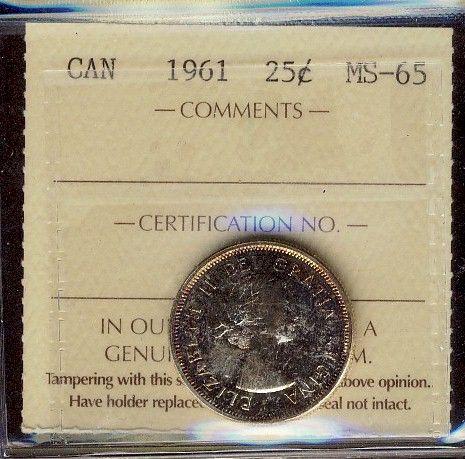 CAN 1961 25¢ MS-65
— COMMENTS —
— CERTIFICATION NO. —
IN OU A
GENU M.
Tampering with this s above opinion.
Have holder replace eal not intact.
ELIZABETH II DEI GRATIA REGINA